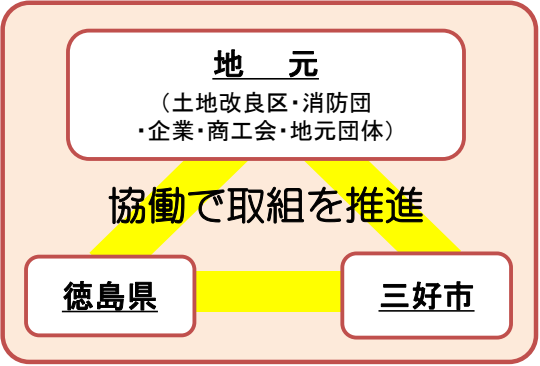 地　元
（土地改良区・消防団
・企業・商工会・地元団体）
協働で取組を推進
徳島県
三好市